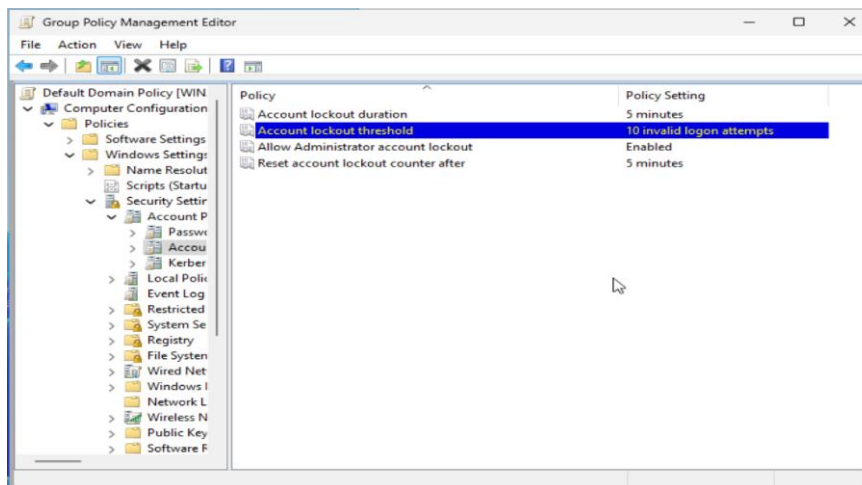 Group Policy Management Editor
File Action View Help
Default Domain Policy [WIN
Computer Configuration
Policies
Software Settings
Windows Settings
Name Resolut
Scripts (Startu
Security Settin
Account P
Passwo
Accou
Kerber
Local Polic
Event Log
Restricted
System Se
Registry
File System
Wired Net
Windows I
Network L
Wireless N
Public Key
Software R
Policy Policy Setting
Account lockout duration 5 minutes
Account lockout threshold 10 invalid logon attempts
Allow Administrator account lockout Enabled
Reset account lockout counter after 5 minutes